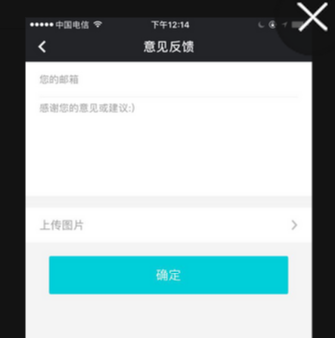 中国电信 下午12:14
意见反馈
您的邮箱
感谢您的意见或建议:)
上传图片
确定